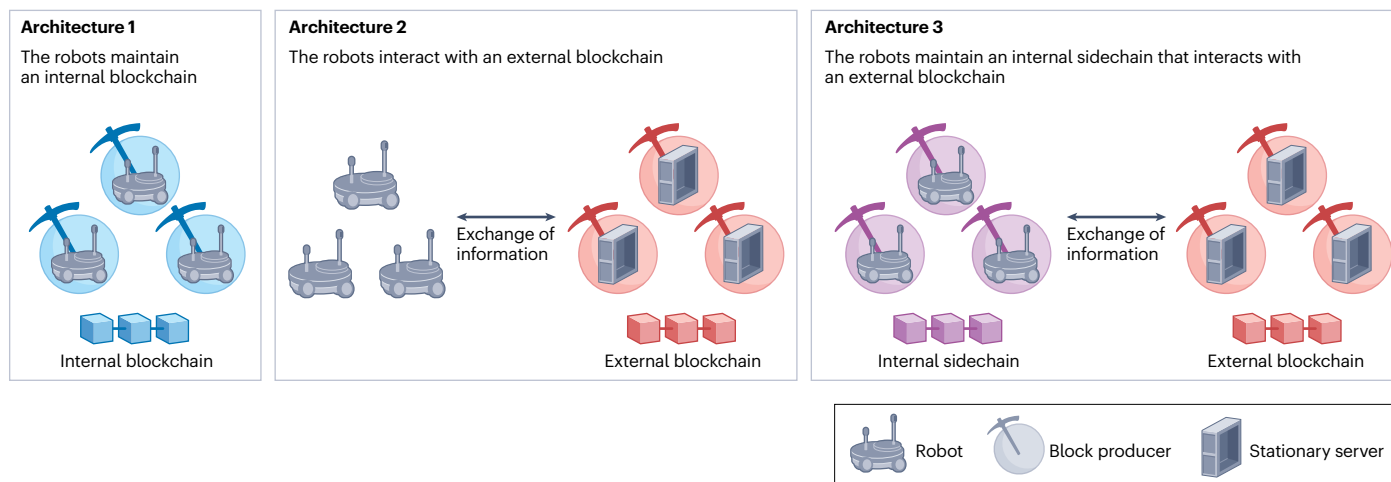 Architecture 1
The robots maintain
an internal blockchain
Internal blockchain
Architecture 2
The robots interact with an external blockchain
Exchange of
information
External blockchain
Architecture 3
The robots maintain an internal sidechain that interacts with
an external blockchain
Exchange of
information
Internal sidechain
External blockchain
Robot
Block producer
Stationary server